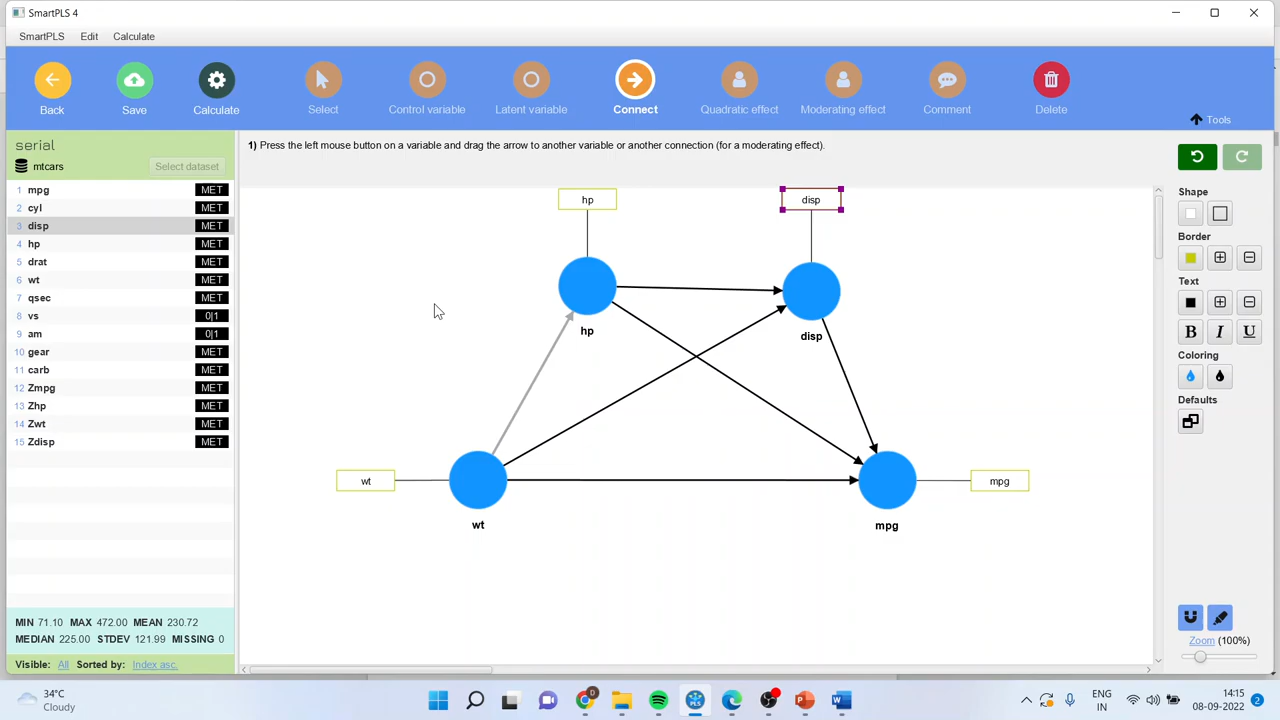 SmartPLS 4
SmartPLS Edit Calculate
Back Save Calculate Select Control variable Latent variable Connect Quadratic effect Moderating effect Comment Delete
Tools
serial
mtcars Select dataset
1) Press the left mouse button on a variable and drag the arrow to another variable or another connection (for a moderating effect).
1 mpg MET
2 cyl MET
3 disp MET
4 hp MET
5 drat MET
6 wt MET
7 qsec MET
8 vs 0|1
9 am 0|1
10 gear MET
11 carb MET
12 Zmpg MET
13 Zhp MET
14 Zwt MET
15 Zdisp MET
MIN 71.10 MAX 472.00 MEAN 230.72
MEDIAN 225.00 STDEV 121.99 MISSING 0
Visible: All Sorted by: Index asc.
hp
disp
hp
disp
wt
mpg
wt
mpg
Shape
Border
Text
B I U
Coloring
Defaults
Zoom (100%)
34°C
Cloudy
0
PLS
P
W
ENG
IN
14:15
08-09-2022
2